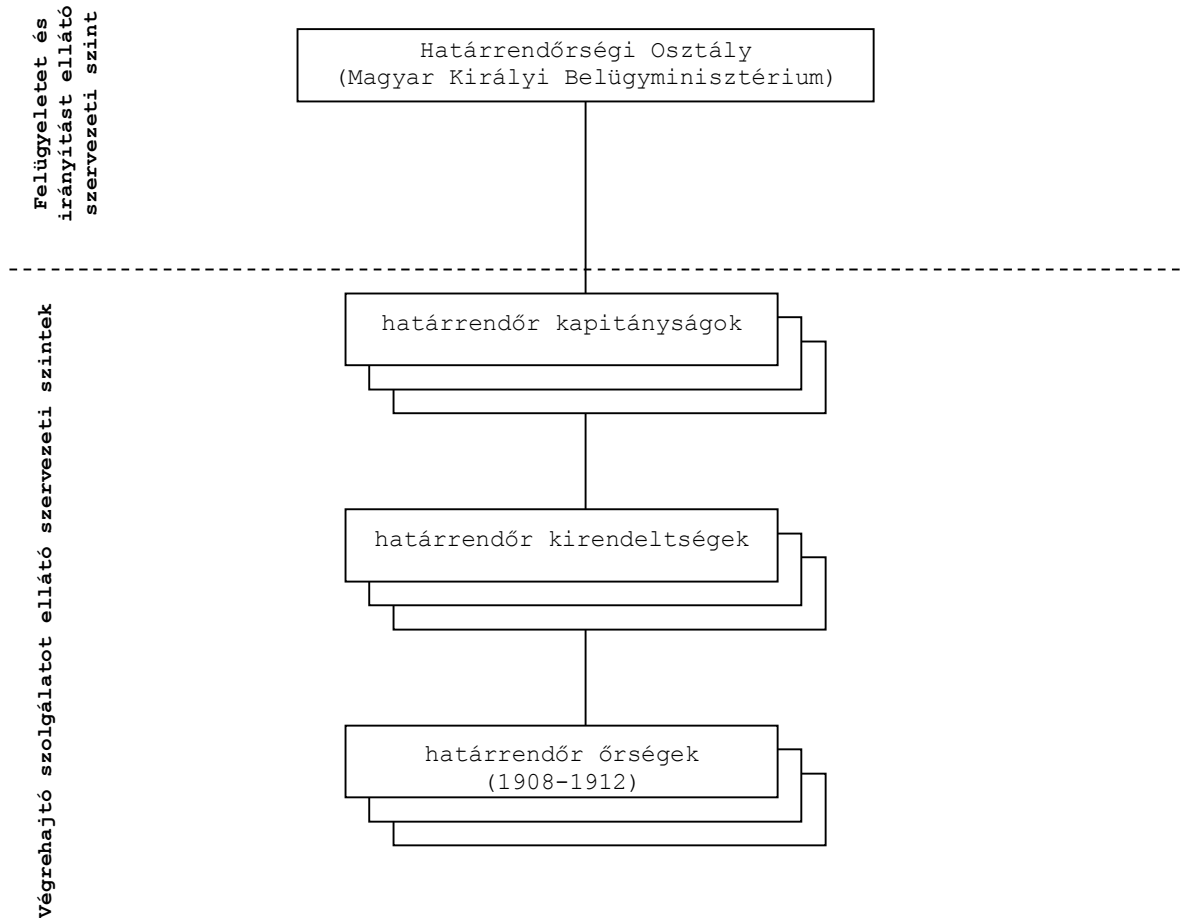 Felügyeletet és
irányítást ellátó
szervezeti szint
Határrendőrségi Osztály
(Magyar Királyi Belügyminisztérium)
Végrehajtó szolgálatot ellátó szervezeti szintek
határrendőr kapitányságok
határrendőr kirendeltségek
határrendőr őrségek
(1908-1912)